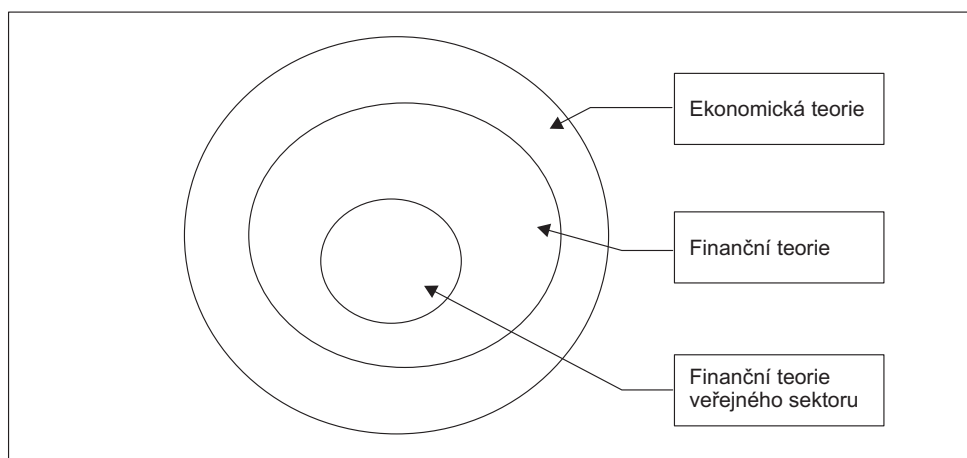 Ekonomická teorie
Finanční teorie
Finanční teorie
veřejného sektoru